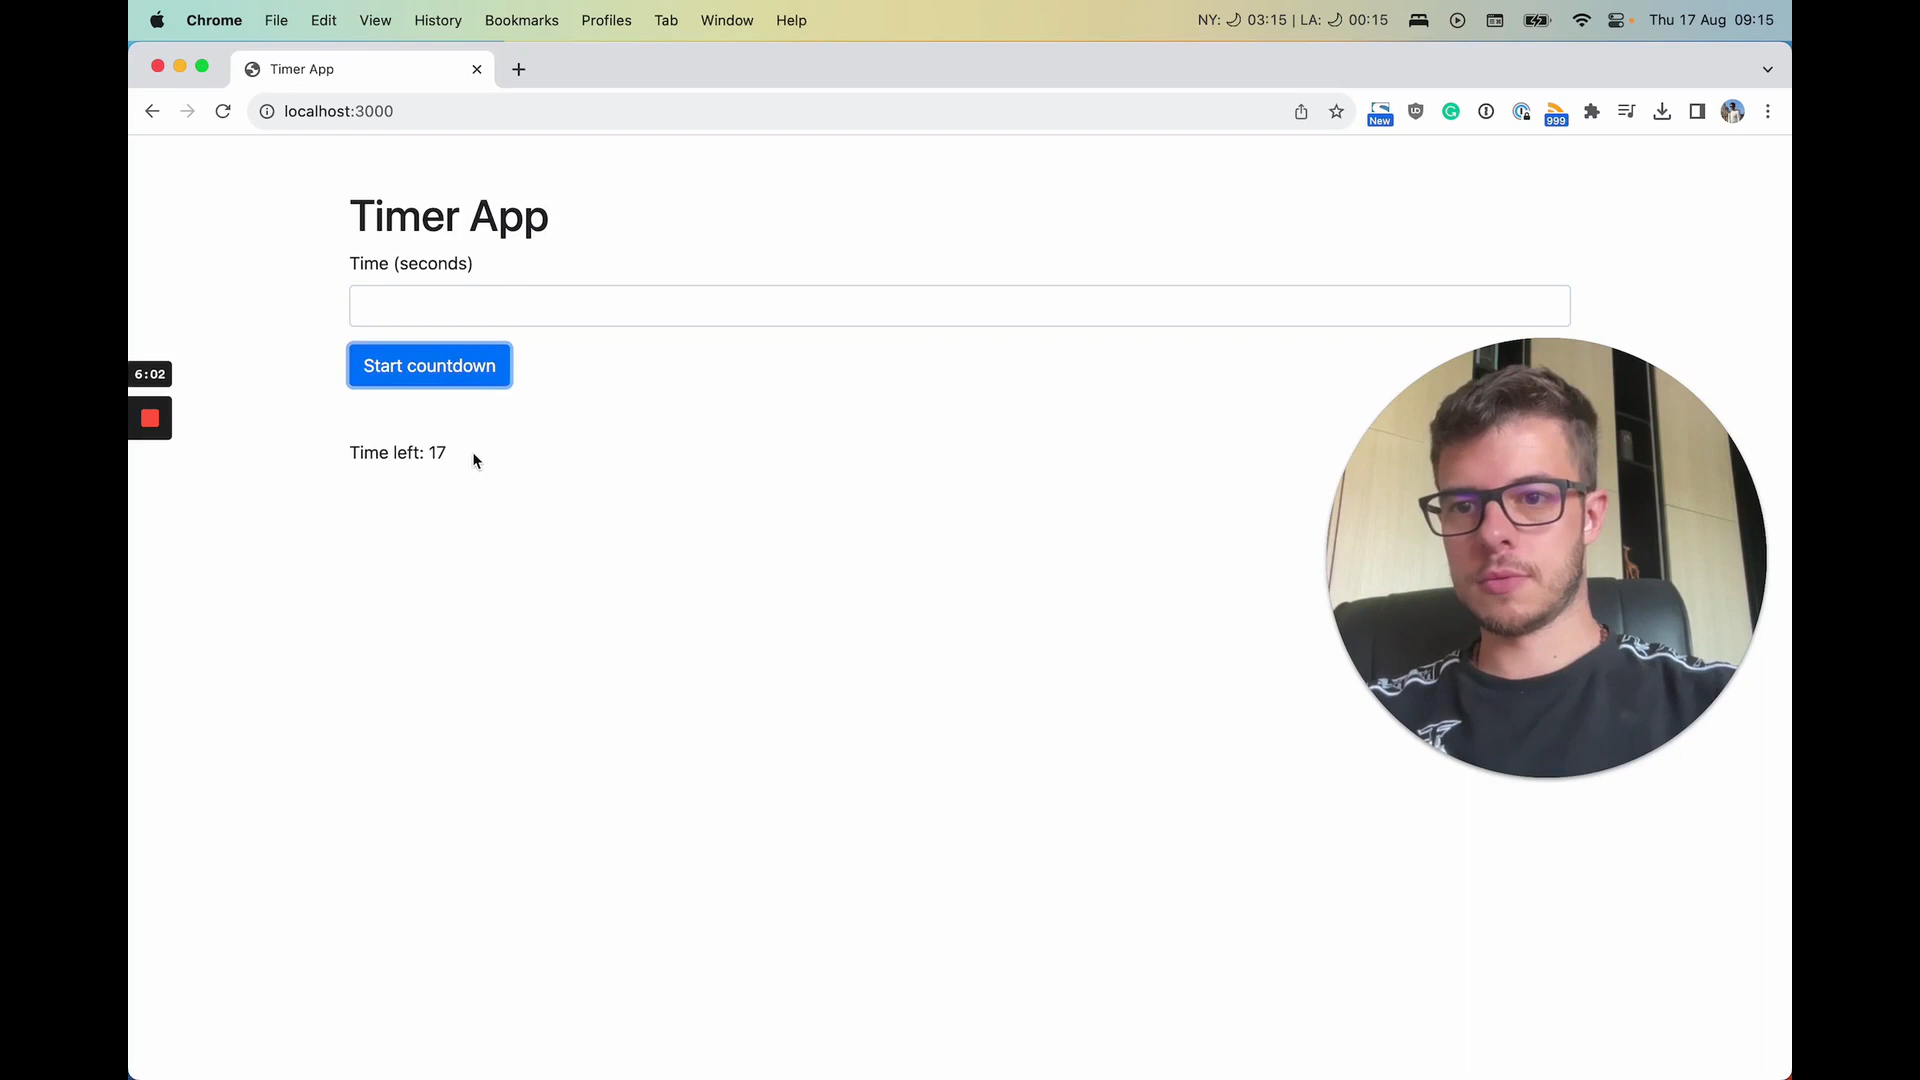 Chrome File Edit View History Bookmarks Profiles Tab Window Help NY: 03:15 | LA: 00:15 Thu 17 Aug 09:15
Timer App
localhost:3000
New
999
Timer App
Time (seconds)
Start countdown
6:02
Time left: 17